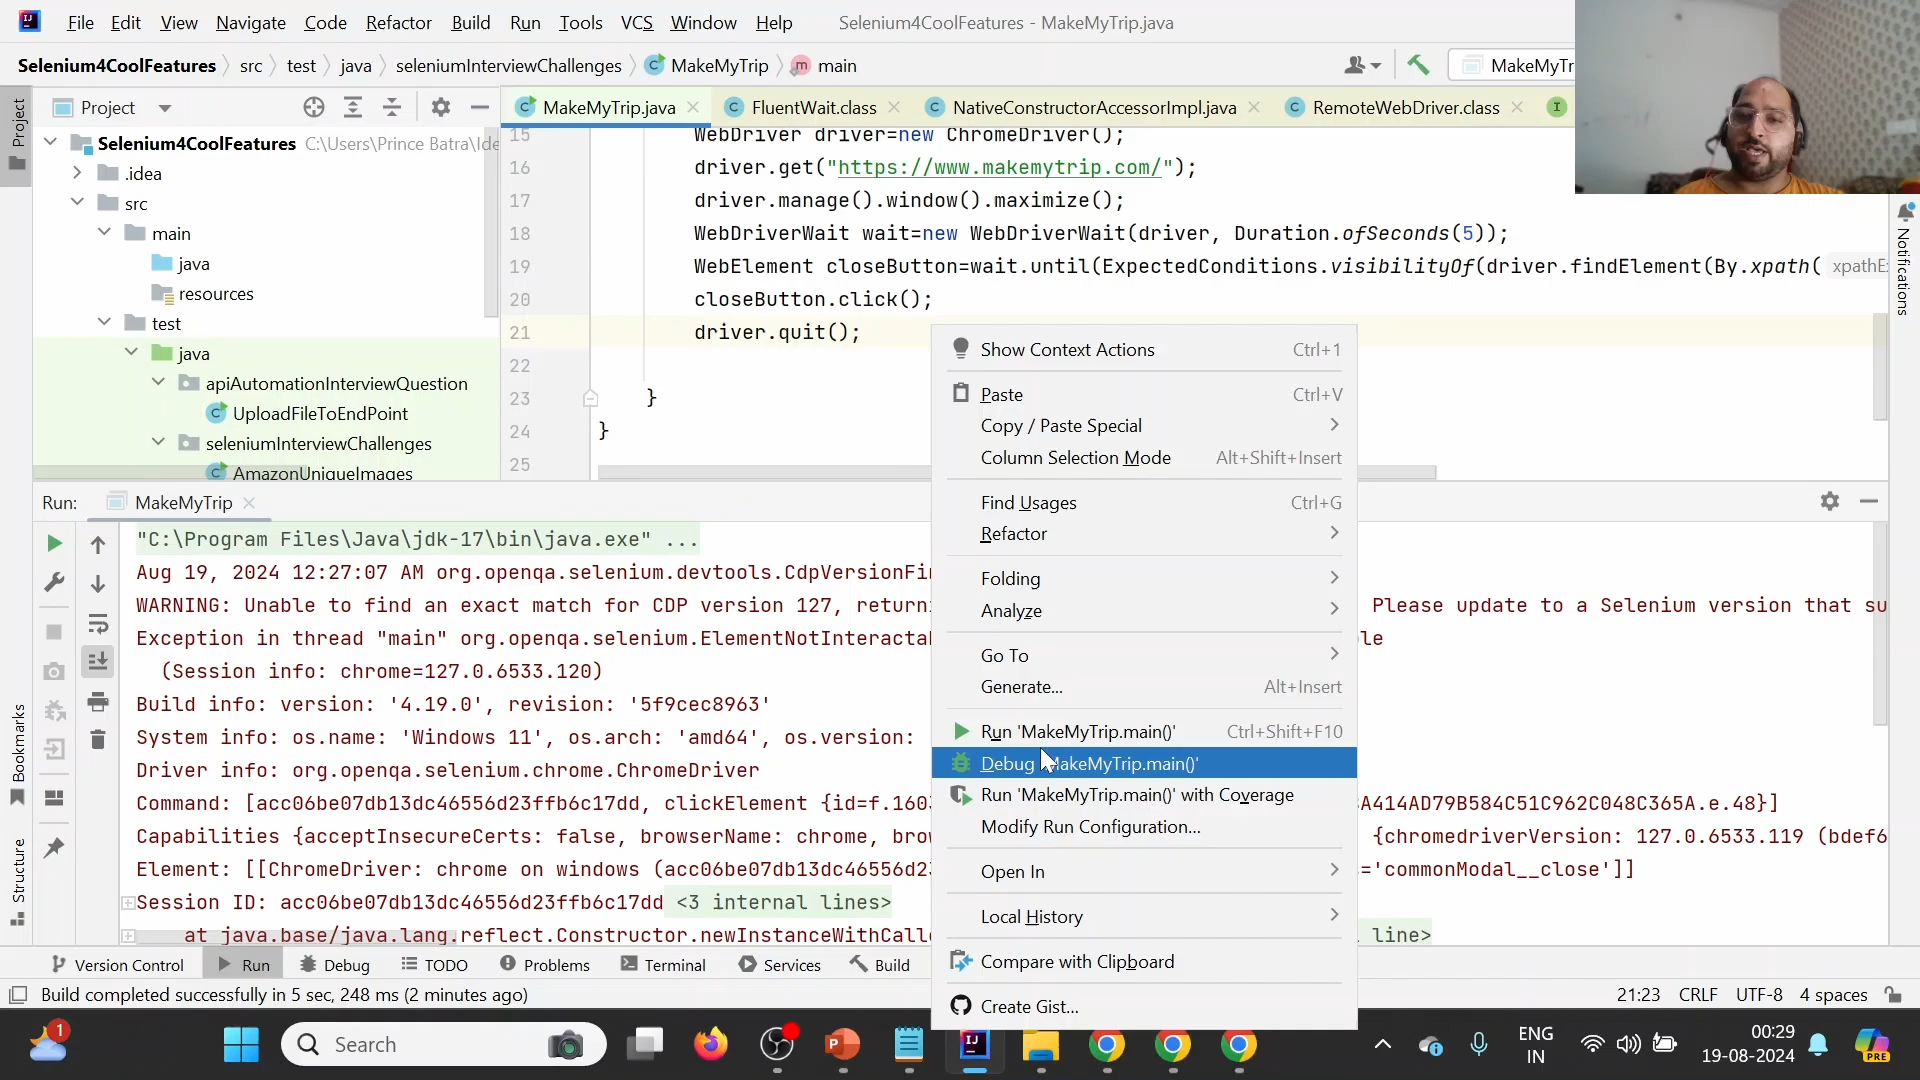 File Edit View Navigate Code Refactor Build Run Tools VCS Window Help Selenium4CoolFeatures - MakeMyTrip.java
Selenium4CoolFeatures src test java seleniumInterviewChallenges MakeMyTrip main MakeMyTr
Project
Project
MakeMyTrip.java FluentWait.class NativeConstructorAccessorImpl.java RemoteWebDriver.class
Selenium4CoolFeatures C:\Users\Prince Batra\Ide
.idea
src
main
java
resources
test
java
apiAutomationInterviewQuestion
UploadFileToEndPoint
seleniumInterviewChallenges
AmazonUniqueImages
15 WebDriver driver=new ChromeDriver();
16 driver.get("https://www.makemytrip.com/");
17 driver.manage().window().maximize();
18 WebDriverWait wait=new WebDriverWait(driver, Duration.ofSeconds(5));
19 WebElement closeButton=wait.until(ExpectedConditions.visibilityOf(driver.findElement(By.xpath( xpathE
20 closeButton.click();
21 driver.quit();
22
23 }
24 }
25
Notifications
Show Context Actions Ctrl+1
Paste Ctrl+V
Copy / Paste Special
Column Selection Mode Alt+Shift+Insert
Find Usages Ctrl+G
Refactor
Folding
Analyze
Go To
Generate... Alt+Insert
Run 'MakeMyTrip.main()' Ctrl+Shift+F10
Debug 'MakeMyTrip.main()'
Run 'MakeMyTrip.main()' with Coverage
Modify Run Configuration...
Open In
Local History
Compare with Clipboard
Create Gist...
Run: MakeMyTrip
"C:\Program Files\Java\jdk-17\bin\java.exe" ...
Aug 19, 2024 12:27:07 AM org.openqa.selenium.devtools.CdpVersionFi
WARNING: Unable to find an exact match for CDP version 127, return Please update to a Selenium version that su
Exception in thread "main" org.openqa.selenium.ElementNotInteracta le
(Session info: chrome=127.0.6533.120)
Build info: version: '4.19.0', revision: '5f9cec8963'
System info: os.name: 'Windows 11', os.arch: 'amd64', os.version:
Driver info: org.openqa.selenium.chrome.ChromeDriver
Command: [acc06be07db13dc46556d23ffb6c17dd, clickElement {id=f.160 A414AD79B584C51C962C048C365A.e.48}]
Capabilities {acceptInsecureCerts: false, browserName: chrome, bro {chromedriverVersion: 127.0.6533.119 (bdef6
Element: [[ChromeDriver: chrome on windows (acc06be07db13dc46556d2 ='commonModal__close']]
Session ID: acc06be07db13dc46556d23ffb6c17dd <3 internal lines>
at java.base/java.lang.reflect.Constructor.newInstanceWithCall line>
Bookmarks
Structure
Version Control Run Debug TODO Problems Terminal Services Build
Build completed successfully in 5 sec, 248 ms (2 minutes ago) 21:23 CRLF UTF-8 4 spaces
1 Search ENG IN 00:29 19-08-2024 PRE